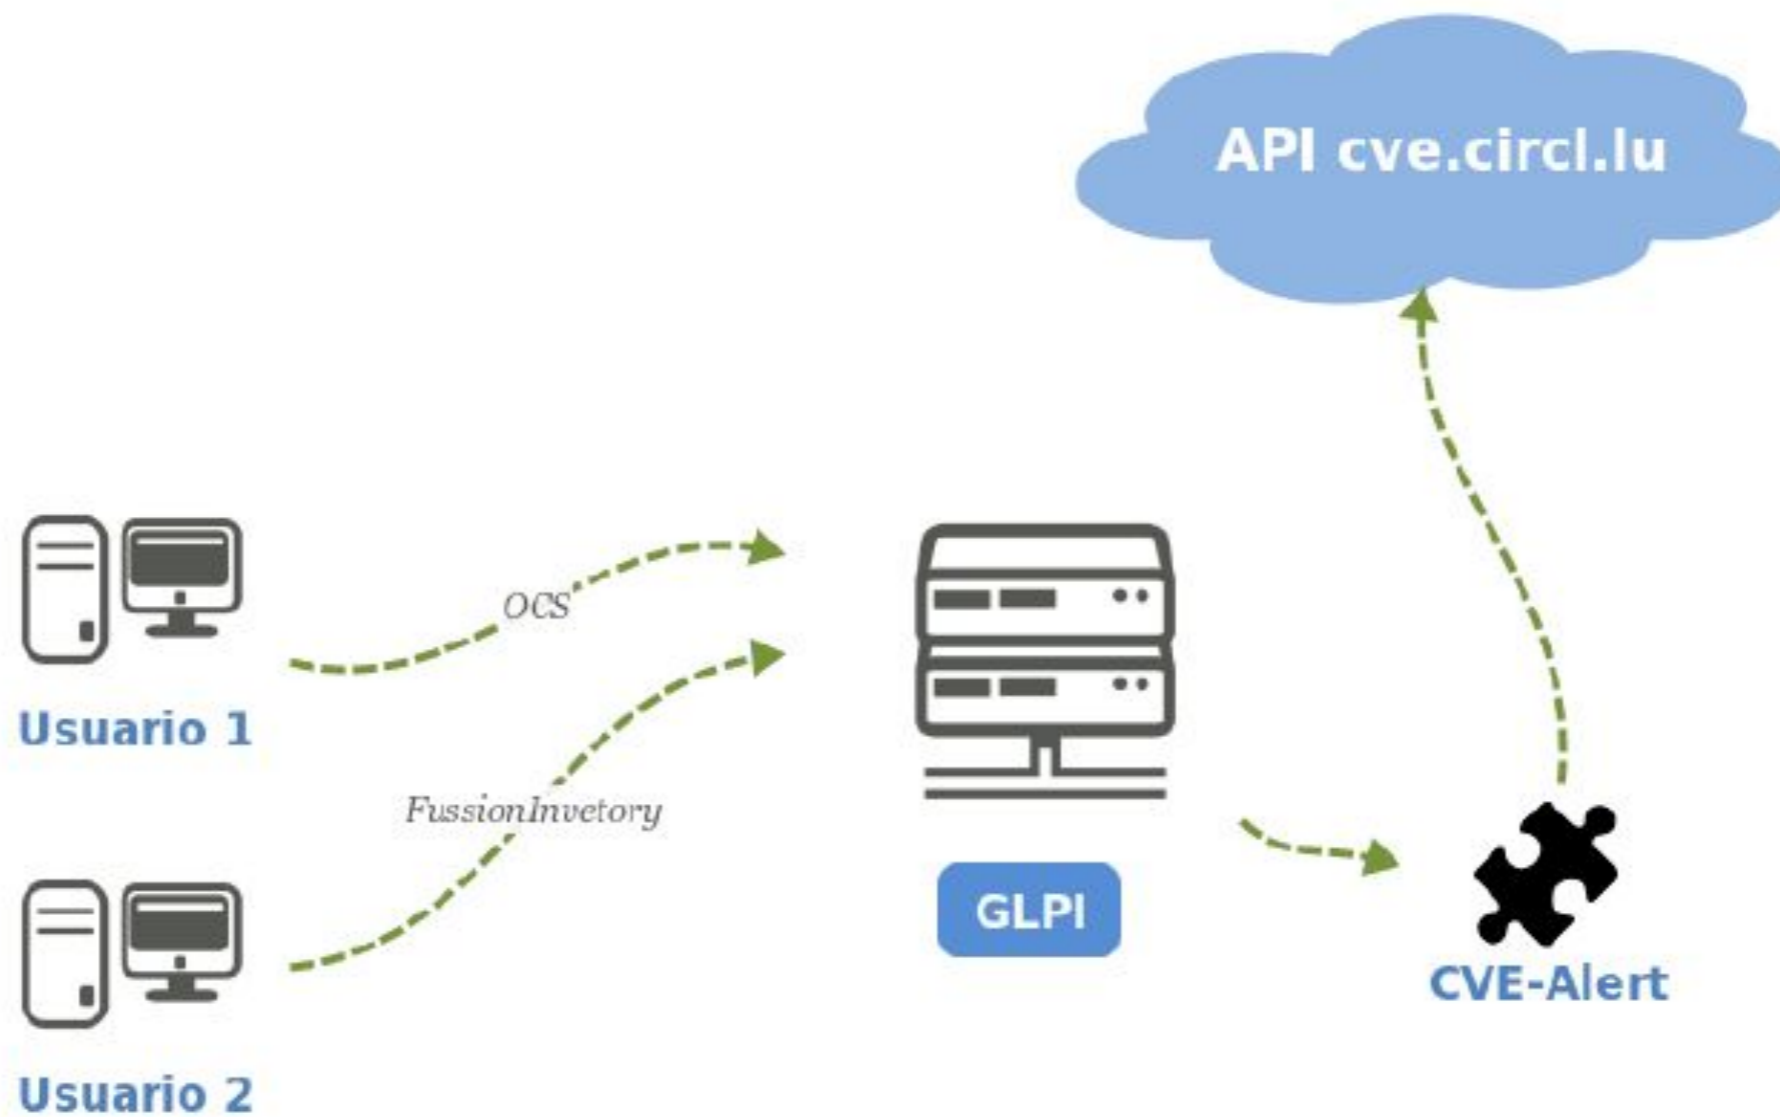 API cve.circl.lu
OCS
Usuario 1
FussionInvetory
GLPI
CVE-Alert
Usuario 2